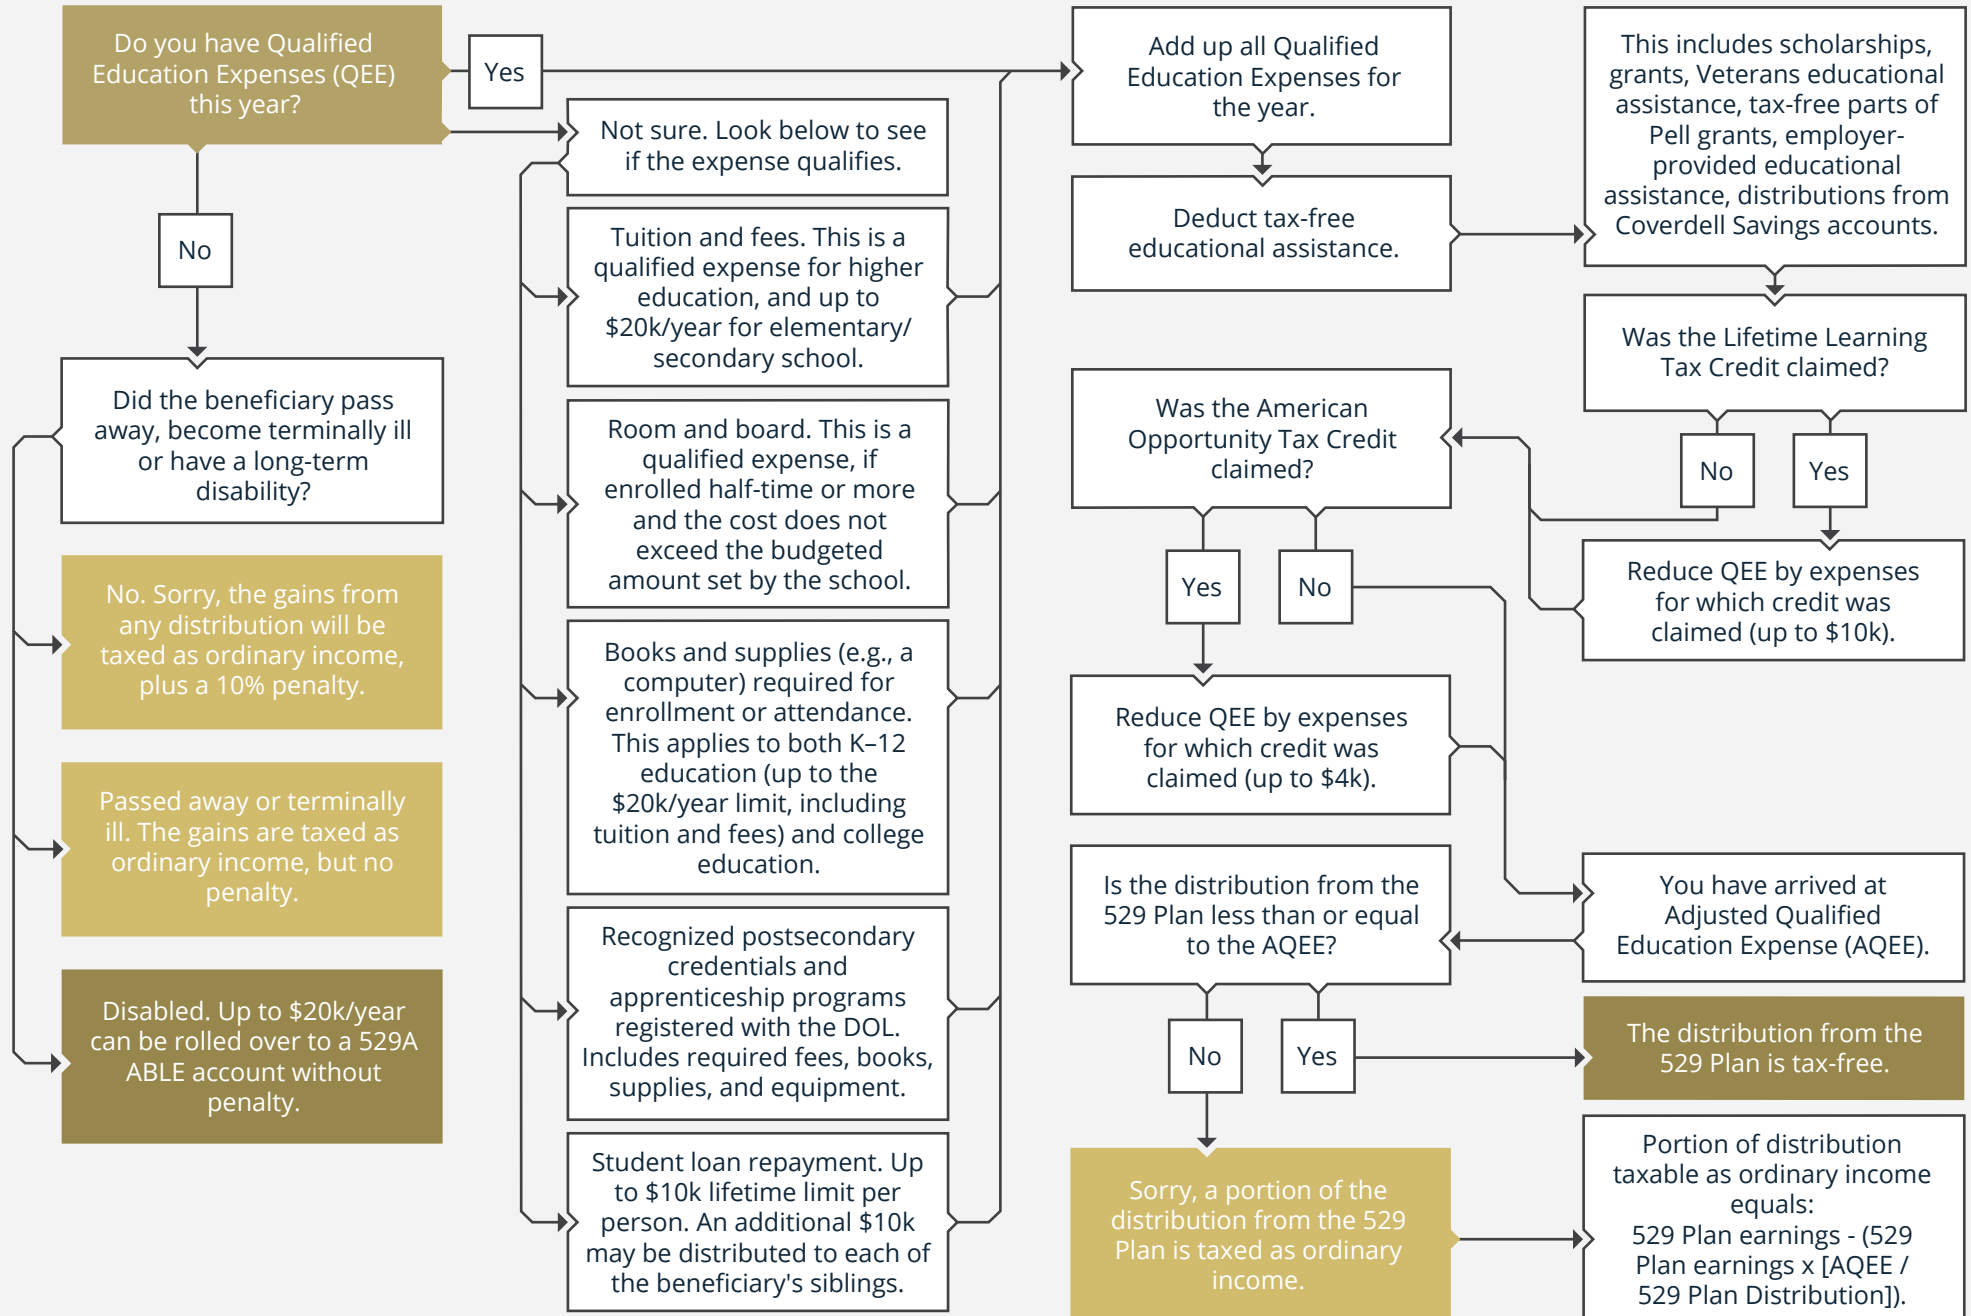 Do you have Qualified
Education Expenses (QEE)
this year?
Yes
No
Did the beneficiary pass
away, become terminally ill
or have a long-term
disability?
No. Sorry, the gains from
any distribution will be
taxed as ordinary income,
plus a 10% penalty.
Passed away or terminally
ill. The gains are taxed as
ordinary income, but no
penalty.
Disabled. Up to $20k/year
can be rolled over to a 529A
ABLE account without
penalty.
Not sure. Look below to see
if the expense qualifies.
Tuition and fees. This is a
qualified expense for higher
education, and up to
$20k/year for elementary/
secondary school.
Room and board. This is a
qualified expense, if
enrolled half-time or more
and the cost does not
exceed the budgeted
amount set by the school.
Books and supplies (e.g., a
computer) required for
enrollment or attendance.
This applies to both K–12
education (up to the
$20k/year limit, including
tuition and fees) and college
education.
Recognized postsecondary
credentials and
apprenticeship programs
registered with the DOL.
Includes required fees, books,
supplies, and equipment.
Student loan repayment. Up
to $10k lifetime limit per
person. An additional $10k
may be distributed to each of
the beneficiary's siblings.
Add up all Qualified
Education Expenses for
the year.
Deduct tax-free
educational assistance.
This includes scholarships,
grants, Veterans educational
assistance, tax-free parts of
Pell grants, employer-
provided educational
assistance, distributions from
Coverdell Savings accounts.
Was the Lifetime Learning
Tax Credit claimed?
No
Yes
Reduce QEE by expenses
for which credit was
claimed (up to $10k).
Was the American
Opportunity Tax Credit
claimed?
Yes
No
Reduce QEE by expenses
for which credit was
claimed (up to $4k).
You have arrived at
Adjusted Qualified
Education Expense (AQEE).
Is the distribution from the
529 Plan less than or equal
to the AQEE?
No
Yes
The distribution from the
529 Plan is tax-free.
Sorry, a portion of the
distribution from the 529
Plan is taxed as ordinary
income.
Portion of distribution
taxable as ordinary income
equals:
529 Plan earnings - (529
Plan earnings x [AQEE /
529 Plan Distribution]).